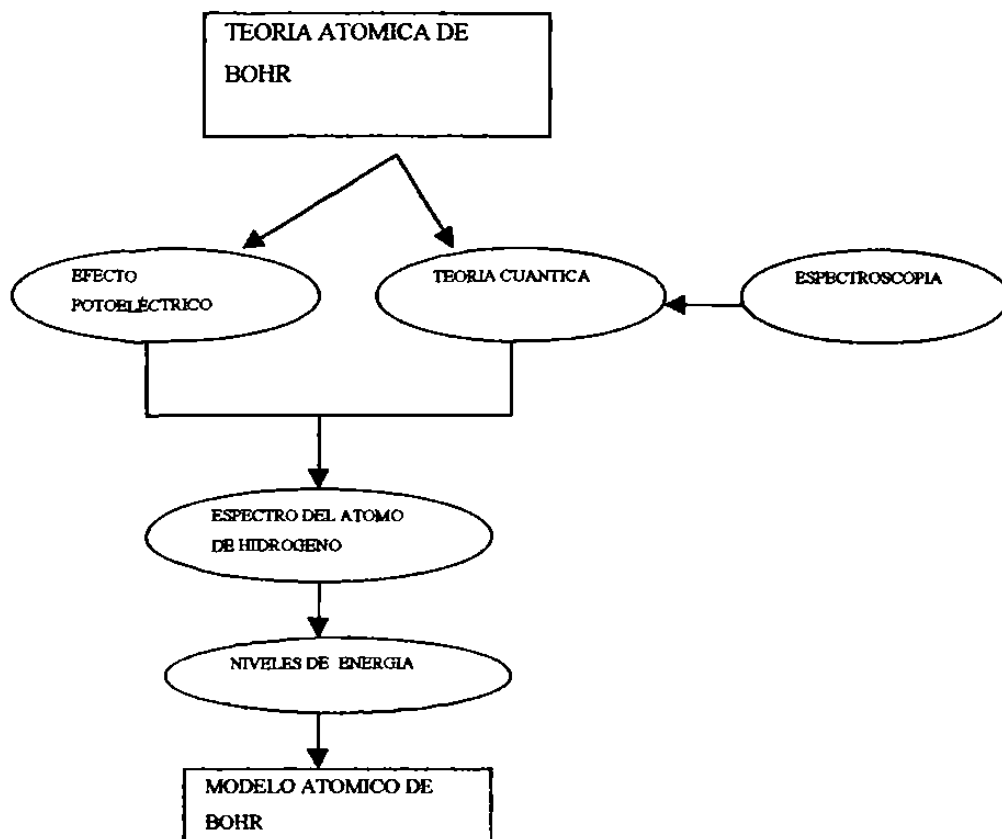 TEORIA ATOMICA DE
BOHR
EFECTO
POTOELÉCTRICO
TEORIA CUANTICA
ESPECTROSCOPIA
ESPECTRO DEL ATOMO
DE HIDROGENO
NIVELES DE ENERGIA
MODELO ATOMICO DE
BOHR